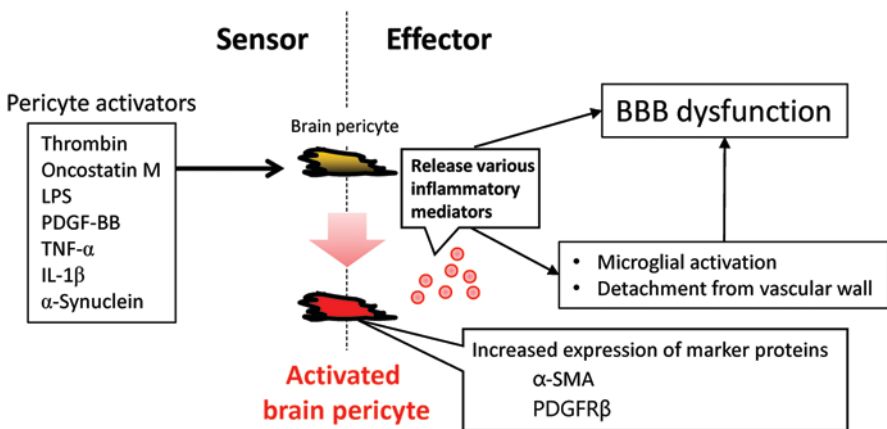 Sensor
Effector
Pericyte activators
Thrombin
Oncostatin M
LPS
PDGF-BB
TNF-α
IL-1β
α-Synuclein
Brain pericyte
Release various
inflammatory
mediators
BBB dysfunction
• Microglial activation
• Detachment from vascular wall
Activated
brain pericyte
Increased expression of marker proteins
α-SMA
PDGFRβ